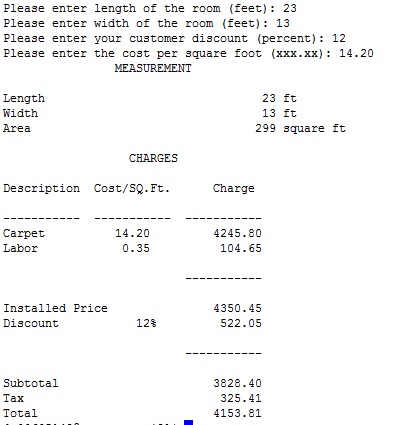 Please enter length of the room (feet): 23
Please enter width of the room (feet): 13
Please enter your customer discount (percent): 12
Please enter the cost per square foot (xxx.xx): 14.20
MEASUREMENT
Length 23 ft
Width 13 ft
Area 299 square ft
CHARGES
Description Cost/SQ.Ft. Charge
----------- ----------- -----------
Carpet 14.20 4245.80
Labor 0.35 104.65
-----------
Installed Price 4350.45
Discount 12% 522.05
-----------
Subtotal 3828.40
Tax 325.41
Total 4153.81